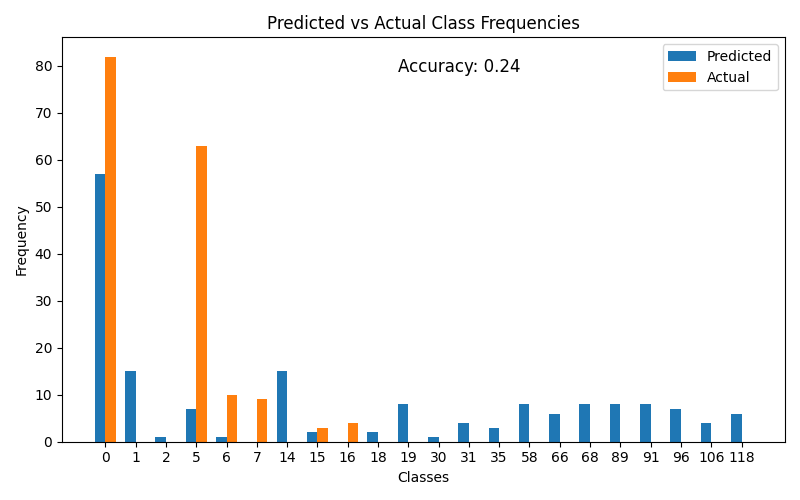 Predicted vs Actual Class Frequencies
Accuracy: 0.24
Predicted
Actual
Frequency
80
70
60
50
40
30
20
10
0
0 1 2 5 6 7 14 15 16 18 19 30 31 35 58 66 68 89 91 96 106 118
Classes